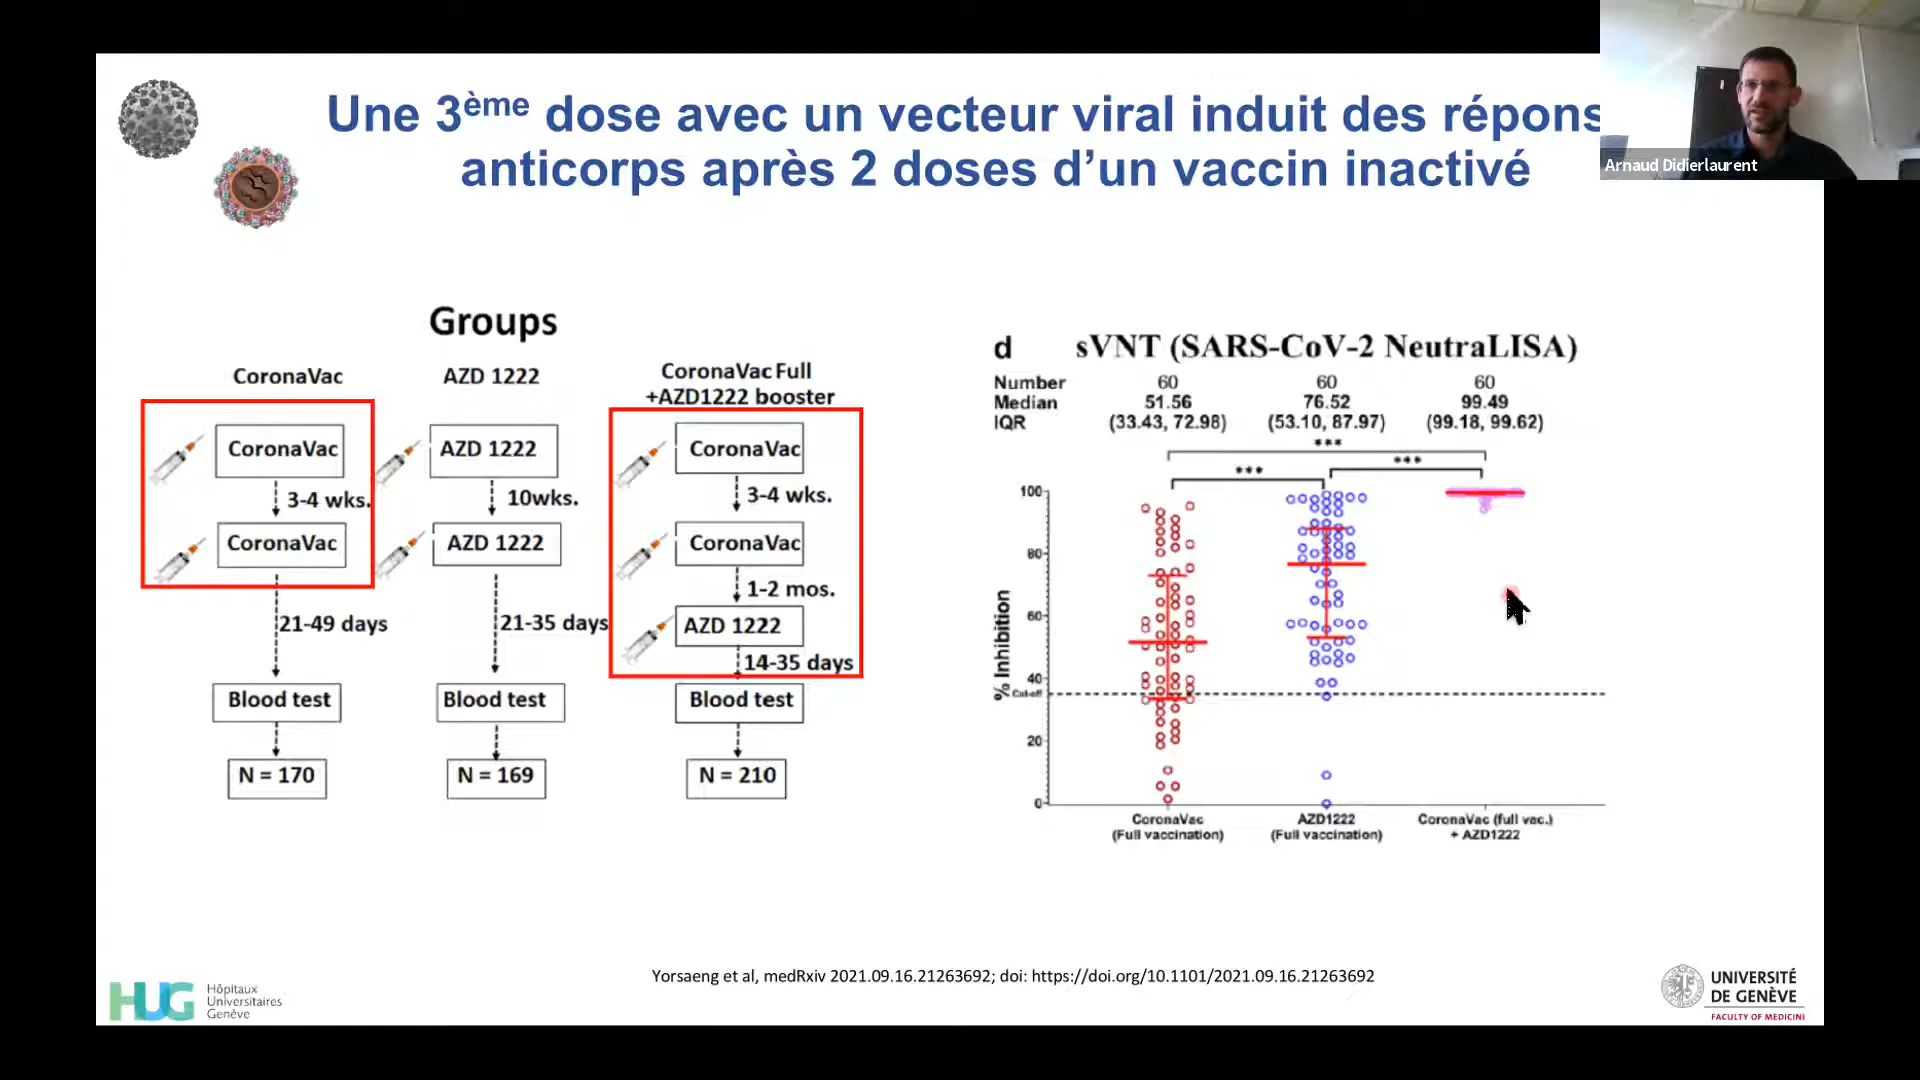 Une 3ème dose avec un vecteur viral induit des répons
anticorps après 2 doses d’un vaccin inactivé
Arnaud Didierlaurent
Groups
CoronaVac
CoronaVac
3-4 wks.
CoronaVac
21-49 days
Blood test
N = 170
AZD 1222
AZD 1222
10wks.
AZD 1222
21-35 days
Blood test
N = 169
CoronaVac Full
+AZD1222 booster
CoronaVac
3-4 wks.
CoronaVac
1-2 mos.
AZD 1222
14-35 days
Blood test
N = 210
d sVNT (SARS-CoV-2 NeutraLISA)
Number 60 60 60
Median 51.56 76.52 99.49
IQR (33.43, 72.98) (53.10, 87.97) (99.18, 99.62)
***
*** ***
% Inhibition
100
80
60
40
Cut-off
20
0
CoronaVac
(Full vaccination)
AZD1222
(Full vaccination)
CoronaVac (full vac.)
+ AZD1222
Yorsaeng et al, medRxiv 2021.09.16.21263692; doi: https://doi.org/10.1101/2021.09.16.21263692
HUG
Hôpitaux
Universitaires
Genève
UNIVERSITÉ
DE GENÈVE
FACULTY OF MEDICINE